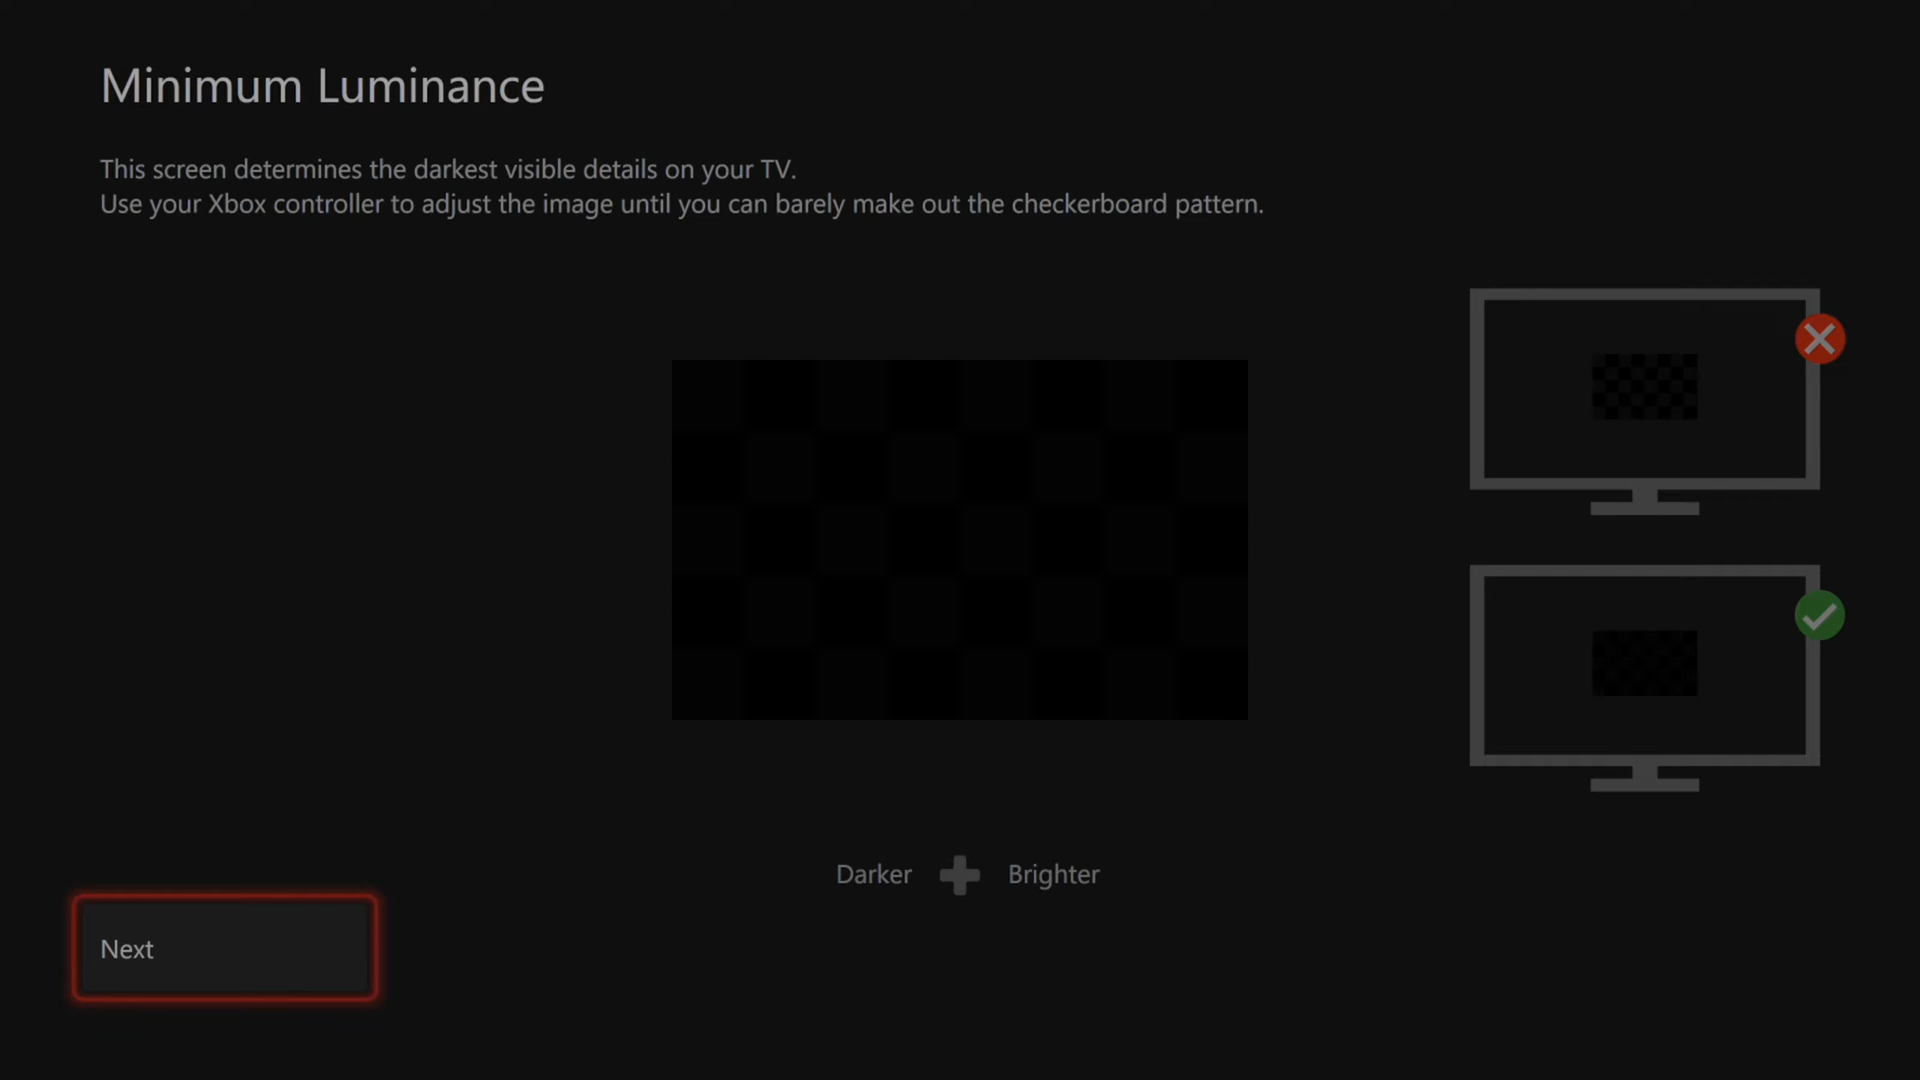 Minimum Luminance
This screen determines the darkest visible details on your TV.
Use your Xbox controller to adjust the image until you can barely make out the checkerboard pattern.
Darker Brighter
Next